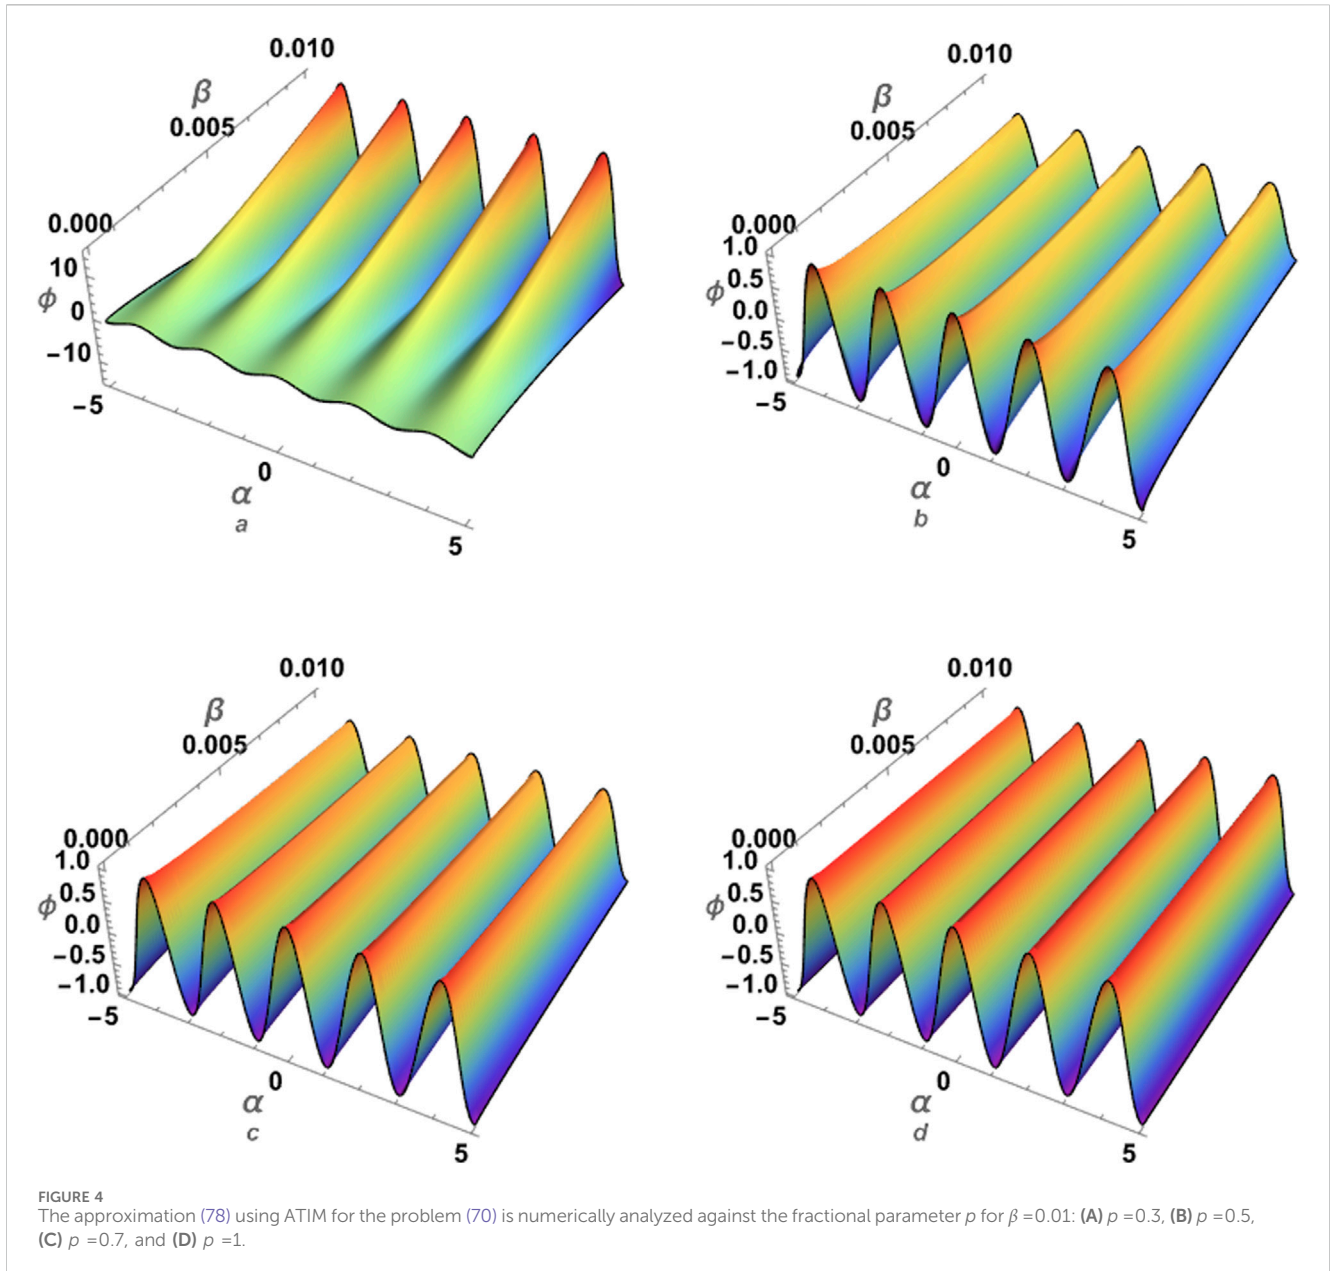 0.010
β
0.005
0.000
10
ϕ
0
−10
−5
0
α
a
5
0.010
β
0.005
0.000
1.0
0.5
ϕ
0.0
−0.5
−1.0
−5
0
α
b
5
0.010
β
0.005
0.000
1.0
ϕ
0.5
0.0
−0.5
−1.0
−5
0
α
c
5
0.010
β
0.005
0.000
1.0
ϕ
0.5
0.0
−0.5
−1.0
−5
0
α
d
5
FIGURE 4
The approximation (78) using ATIM for the problem (70) is numerically analyzed against the fractional parameter p for β =0.01: (A) p =0.3, (B) p =0.5,
(C) p =0.7, and (D) p =1.